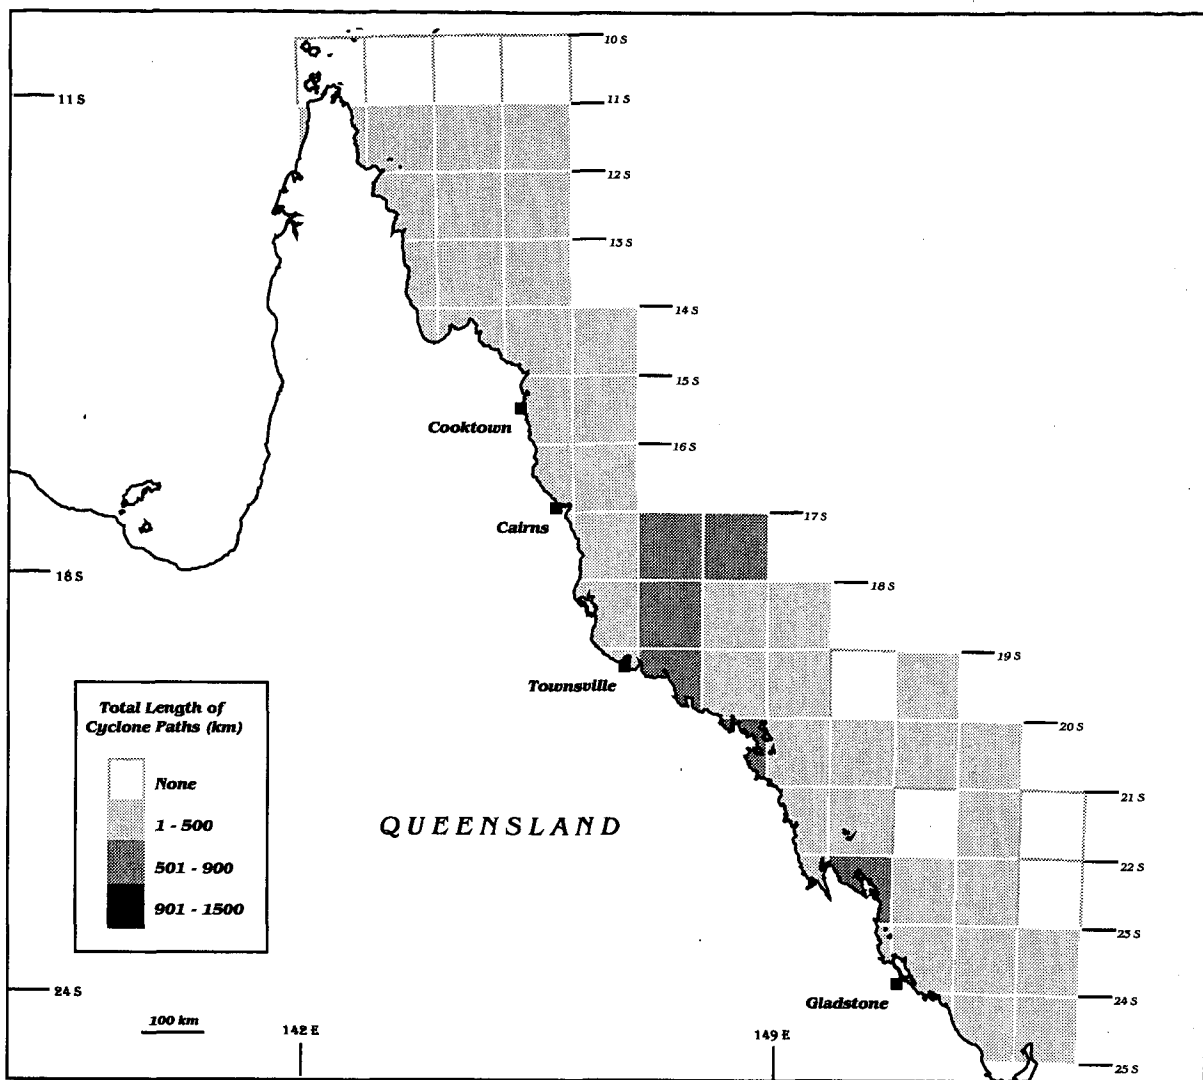 10 S
11 S
11 S
12 S
13 S
14 S
15 S
Cooktown
16 S
Cairns
17 S
18 S
18 S
19 S
Townsville
Total Length of
Cyclone Paths (km)
None
1 - 500
501 - 900
901 - 1500
20 S
21 S
QUEENSLAND
22 S
25 S
24 S
24 S
Gladstone
100 km
142 E
149 E
25 S